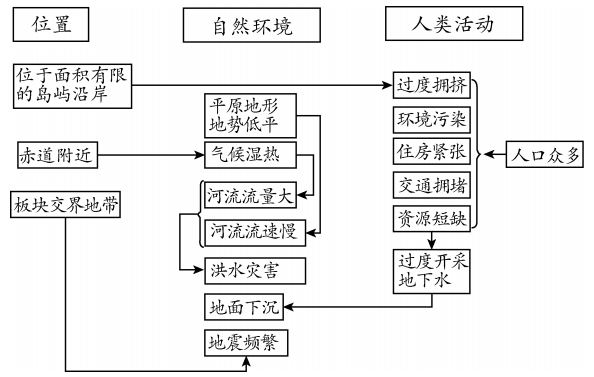 位置
自然环境
人类活动
位于面积有限
的岛屿沿岸
过度拥挤
平原地形
地势低平
环境污染
赤道附近
气候湿热
住房紧张
人口众多
板块交界地带
河流流量大
交通拥堵
河流流速慢
资源短缺
洪水灾害
过度开采
地下水
地面下沉
地震频繁